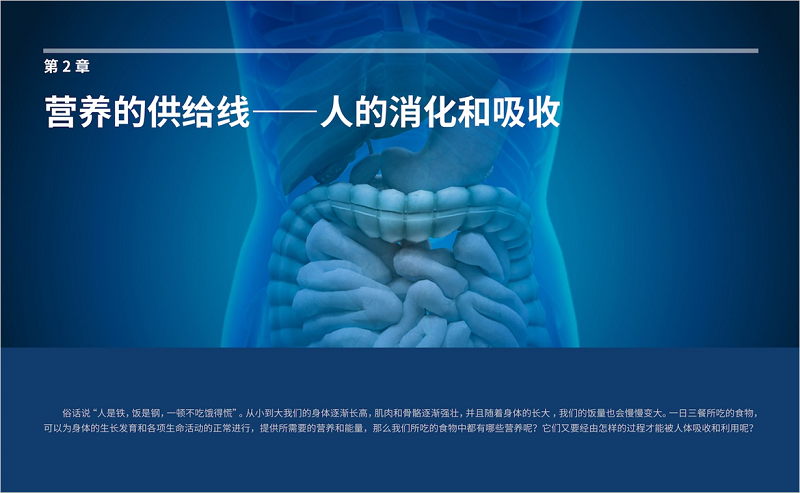 第 2 章
营养的供给线——人的消化和吸收
俗话说“人是铁，饭是钢，一顿不吃饿得慌”。从小到大我们的身体逐渐长高，肌肉和骨骼逐渐强壮，并且随着身体的长大，我们的饭量也会慢慢变大。一日三餐所吃的食物，
可以为身体的生长发育和各项生命活动的正常进行，提供所需要的营养和能量，那么我们所吃的食物中都有哪些营养呢？它们又要经由怎样的过程才能被人体吸收和利用呢？